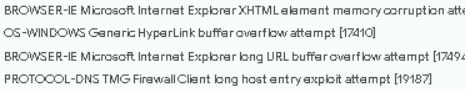 BROWSER-IE Microsoft Internet Explorer XHTML element memory corruption atte
OS-WINDOWS Generic HyperLink buffer overflow attempt [17410]
BROWSER-IE Microsoft Internet Explorer long URL buffer overflow attempt [17494
PROTOCOL-DNS TMG Firewall Client long host entry exploit attempt [19187]